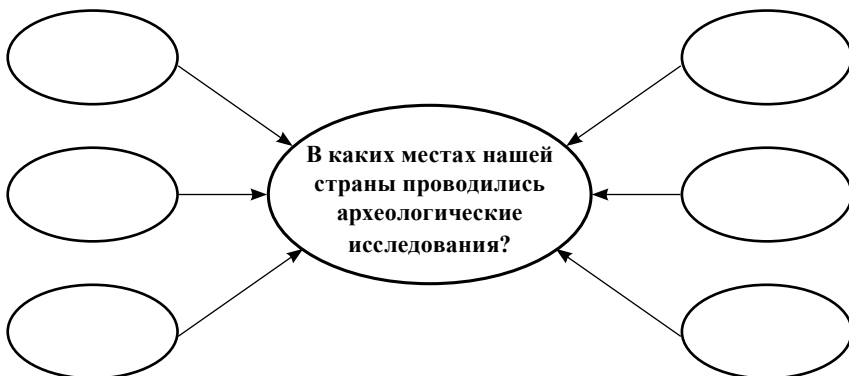 В каких местах нашей
страны проводились
археологические
исследования?